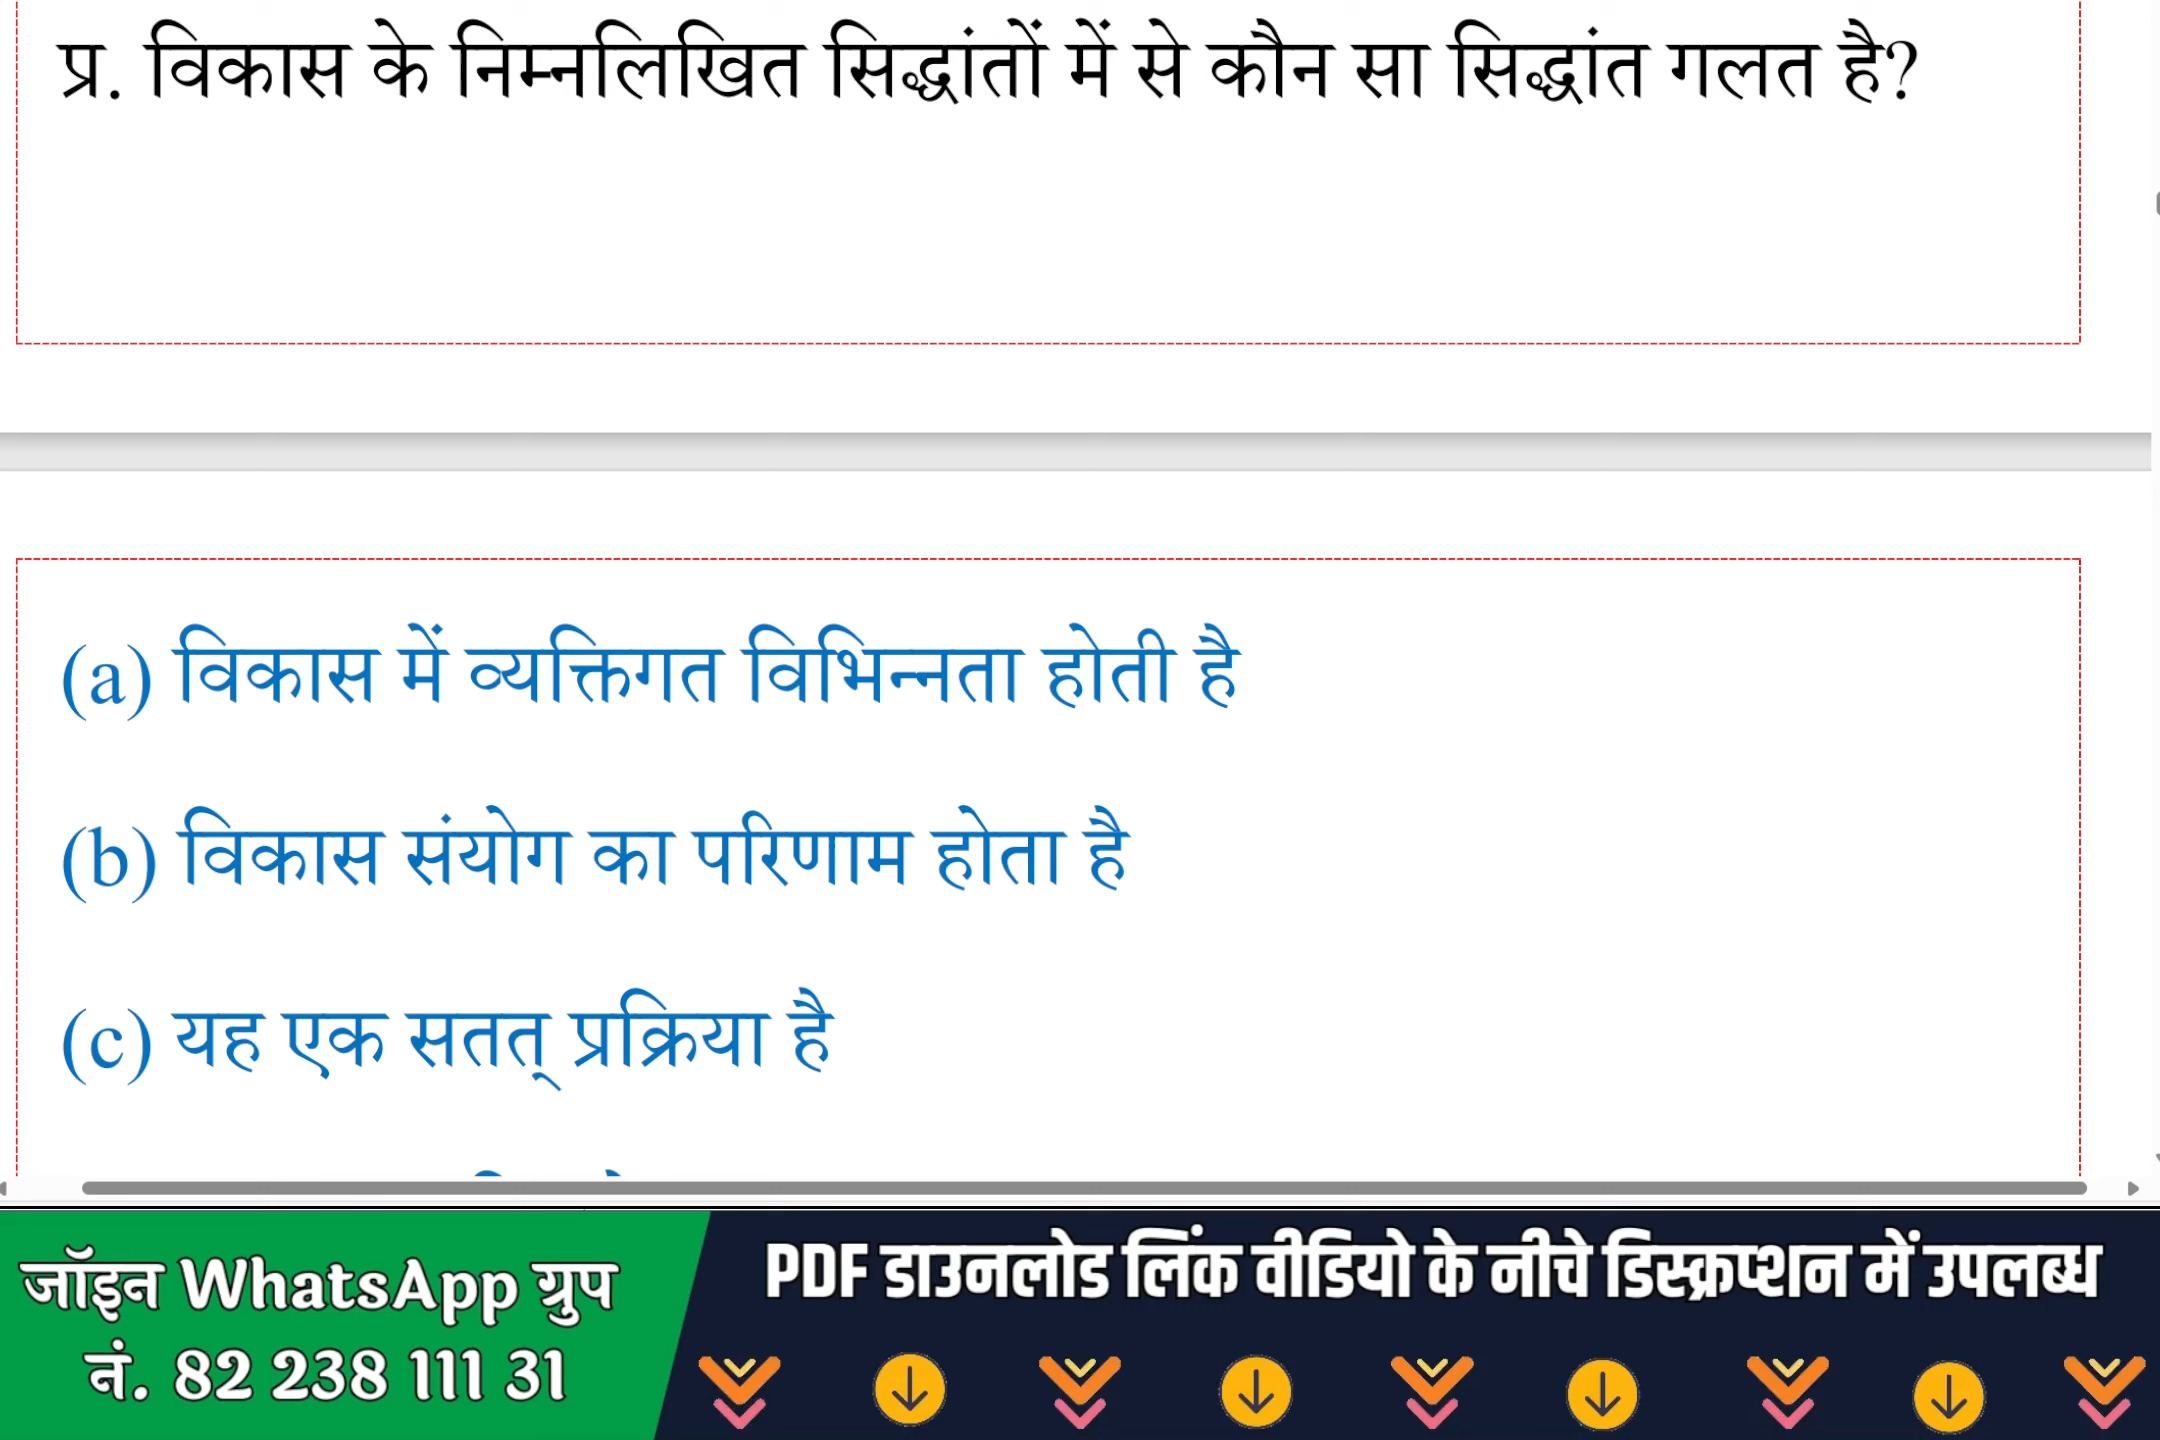 प्र. विकास के निम्नलिखित सिद्धांतों में से कौन सा सिद्धांत गलत है?
(a) विकास में व्यक्तिगत विभिन्नता होती है
(b) विकास संयोग का परिणाम होता है
(c) यह एक सतत् प्रक्रिया है
जॉइन WhatsApp ग्रुप
नं. 82 238 111 31
PDF डाउनलोड लिंक वीडियो के नीचे डिस्क्रप्शन में उपलब्ध